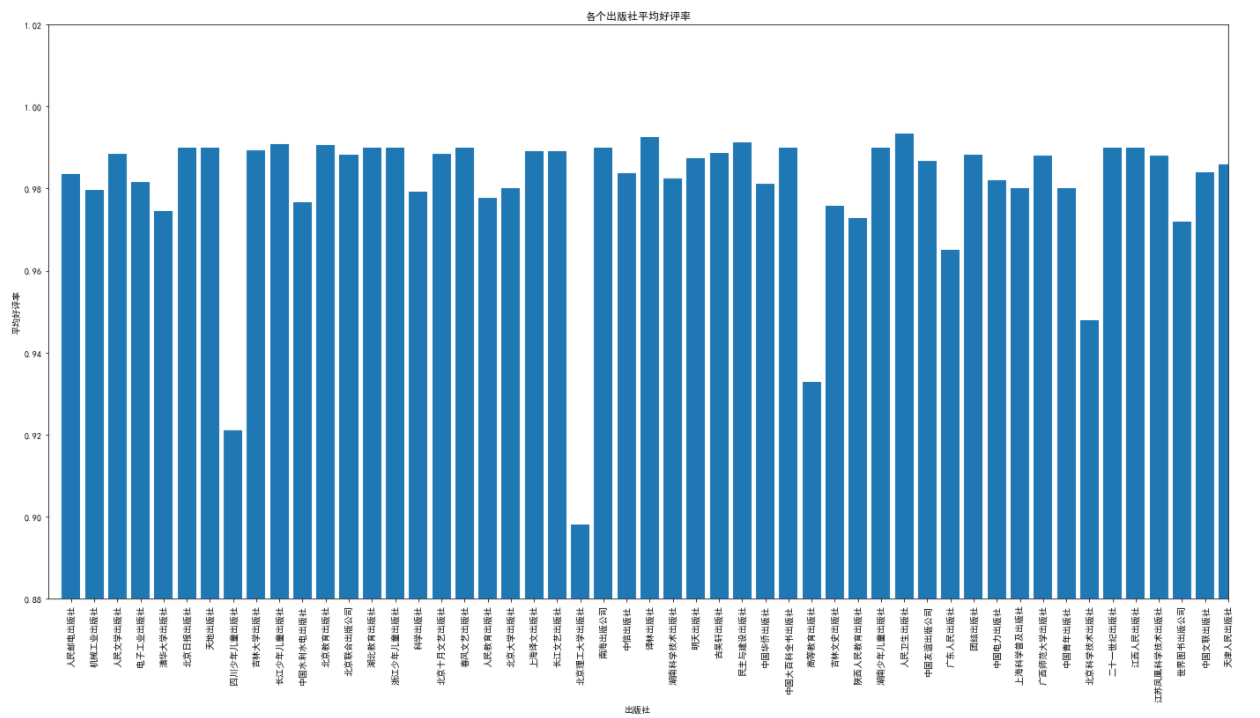 各个出版社平均好评率
1.02
1.00
0.98
0.96
0.94
0.92
0.90
0.88
平均好评率
人民邮电出版社
机械工业出版社
人民文学出版社
电子工业出版社
清华大学出版社
北京日报出版社
天地出版社
四川少年儿童出版社
吉林大学出版社
长江少年儿童出版社
中国水利水电出版社
北京教育出版社
北京联合出版公司
湖北教育出版社
浙江少年儿童出版社
科学出版社
北京十月文艺出版社
春风文艺出版社
人民教育出版社
北京大学出版社
上海译文出版社
长江文艺出版社
北京理工大学出版社
南海出版公司
中信出版社
译林出版社
湖南科学技术出版社
明天出版社
古吴轩出版社
民主与建设出版社
中国华侨出版社
中国大百科全书出版社
高等教育出版社
吉林文史出版社
陕西人民教育出版社
湖南少年儿童出版社
人民卫生出版社
中国友谊出版公司
广东人民出版社
团结出版社
中国电力出版社
上海科学普及出版社
广西师范大学出版社
中国青年出版社
北京科学技术出版社
二十一世纪出版社
江西人民出版社
江苏凤凰科学技术出版社
世界图书出版公司
中国文联出版社
天津人民出版社
出版社